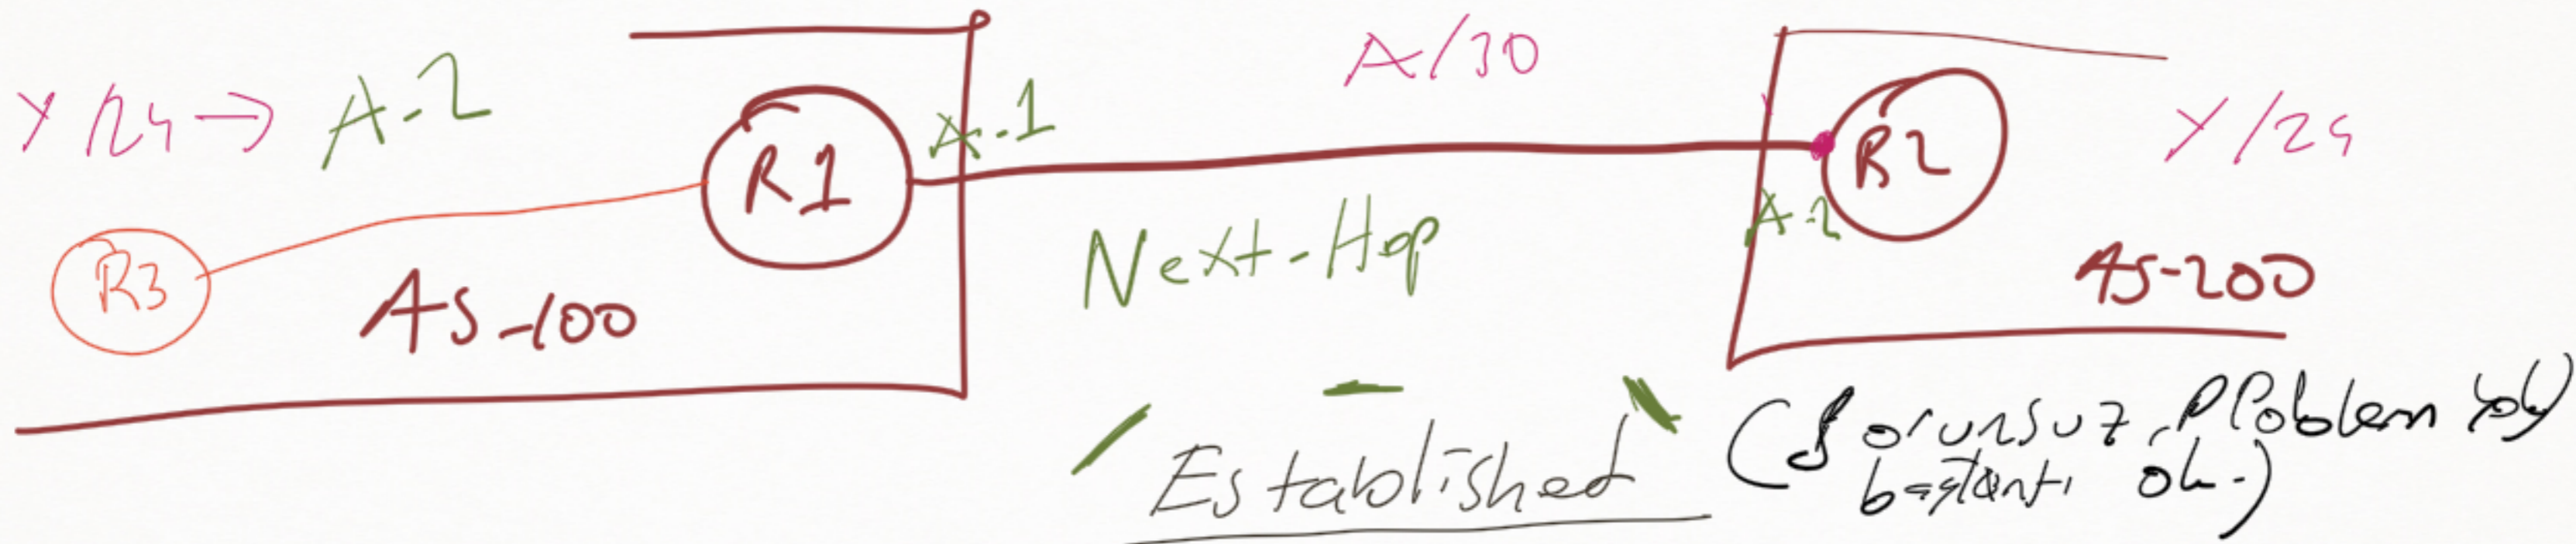 Y/24 → A.2
R3
AS-100
R1
A.1
A/30
Next-Hop
A.2
R2
Y/24
AS-200
Established
(Sorunsuz, Problem yok)
bağlantı ok.)